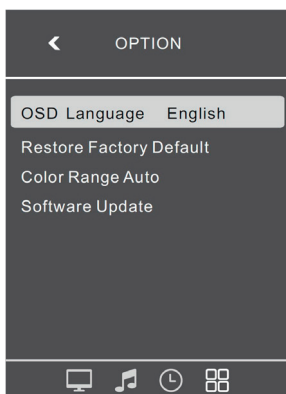 OPTION
OSD Language English
Restore Factory Default
Color Range Auto
Software Update